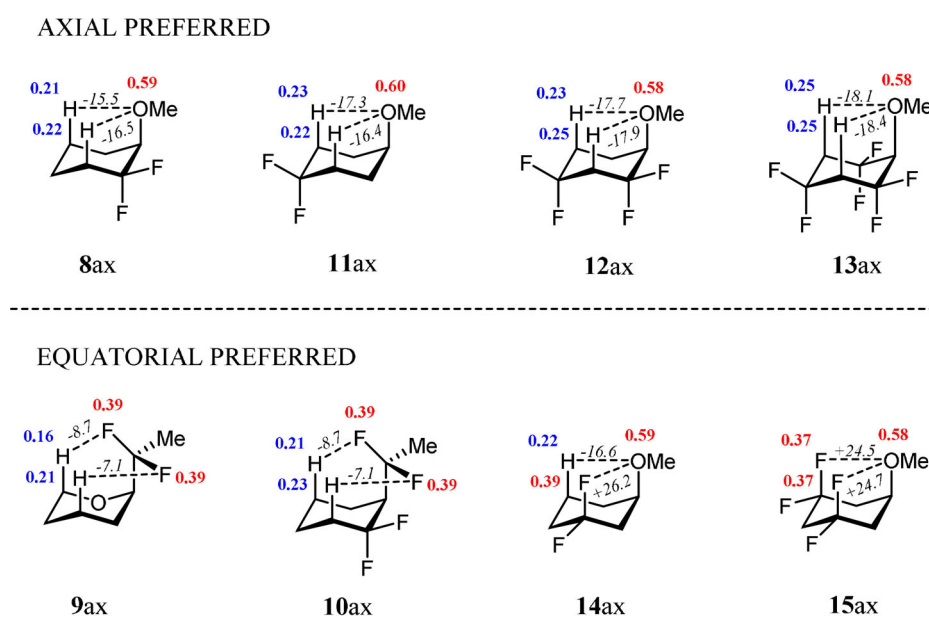 AXIAL PREFERRED
0.21 0.59 0.23 0.60 0.23 0.58 0.25 0.58
H -15.5 OMe H -17.3 OMe H -17.7 OMe H -18.1 OMe
0.22 H -16.5 0.22 H -16.4 0.25 H -17.9 0.25 H -18.4
F F F F F F F F F F F F F F
8ax 11ax 12ax 13ax
EQUATORIAL PREFERRED
0.39 0.39
0.16 -8.7 F Me 0.21 -8.7 F Me 0.22 0.59 0.37 0.58
H H H -16.6 OMe F +24.5 OMe
0.21 H -7.1 F 0.39 0.23 H -7.1 F 0.39 0.39 F +26.2 0.37 F +24.7
O F F F F F
9ax 10ax 14ax 15ax